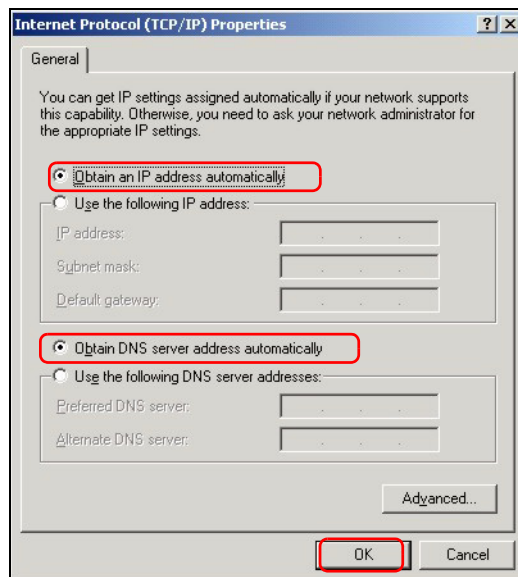 Internet Protocol (TCP/IP) Properties
General
You can get IP settings assigned automatically if your network supports
this capability. Otherwise, you need to ask your network administrator for
the appropriate IP settings.
Obtain an IP address automatically
Use the following IP address:
IP address:
Subnet mask:
Default gateway:
Obtain DNS server address automatically
Use the following DNS server addresses:
Preferred DNS server:
Alternate DNS server:
Advanced...
OK
Cancel